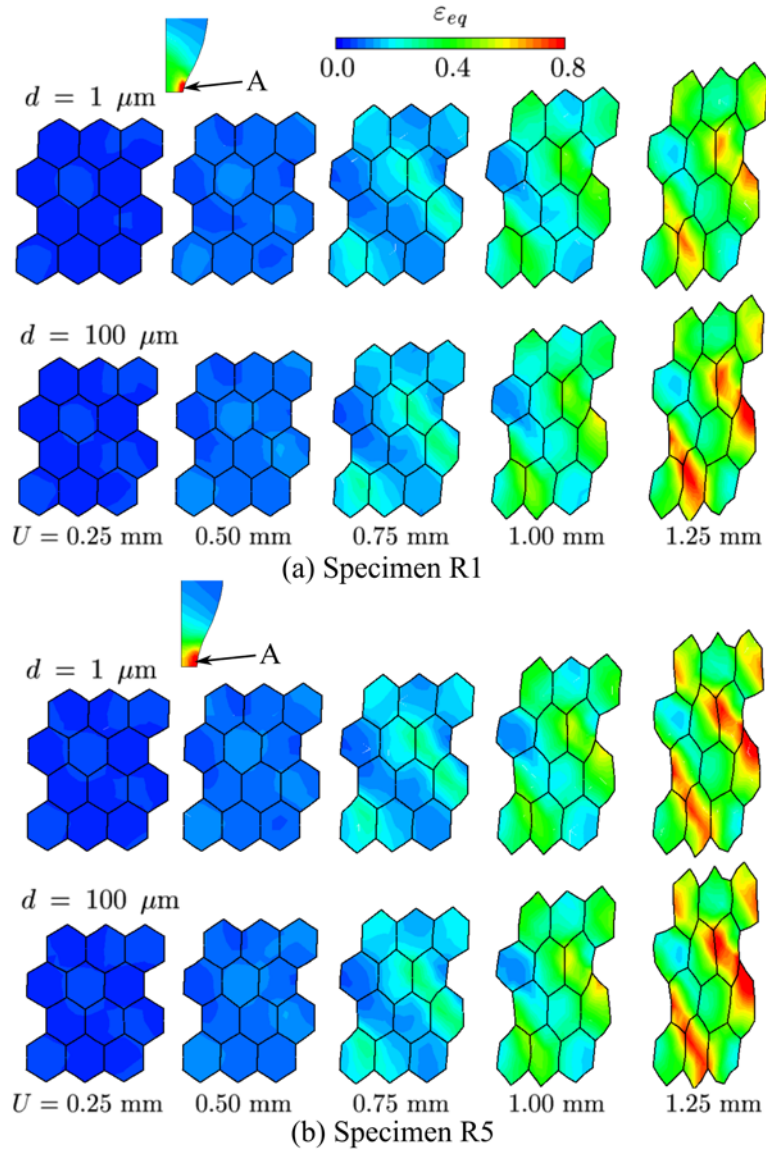 ε_eq
0.0 0.4 0.8
A
d = 1 μm
d = 100 μm
U = 0.25 mm 0.50 mm 0.75 mm 1.00 mm 1.25 mm
(a) Specimen R1
A
d = 1 μm
d = 100 μm
U = 0.25 mm 0.50 mm 0.75 mm 1.00 mm 1.25 mm
(b) Specimen R5